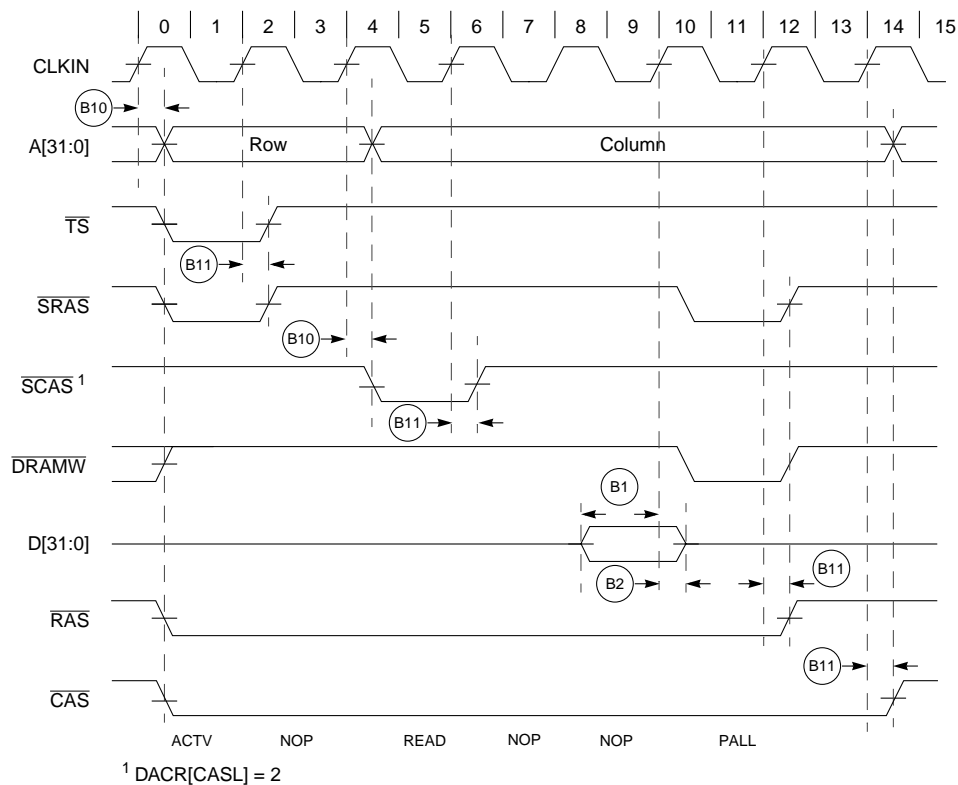 0 1 2 3 4 5 6 7 8 9 10 11 12 13 14 15
CLKIN
B10
A[31:0] Row Column
TS
B11
SRAS
B10
SCAS 1
B11
DRAMW
B1
D[31:0]
B2 B11
RAS
B11
CAS
ACTV NOP READ NOP NOP PALL
1 DACR[CASL] = 2